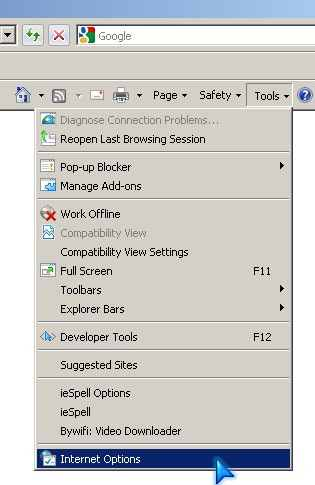 Google
Page Safety Tools
Diagnose Connection Problems...
Reopen Last Browsing Session
Pop-up Blocker
Manage Add-ons
Work Offline
Compatibility View
Compatibility View Settings
Full Screen F11
Toolbars
Explorer Bars
Developer Tools F12
Suggested Sites
ieSpell Options
ieSpell
Bywifi: Video Downloader
Internet Options